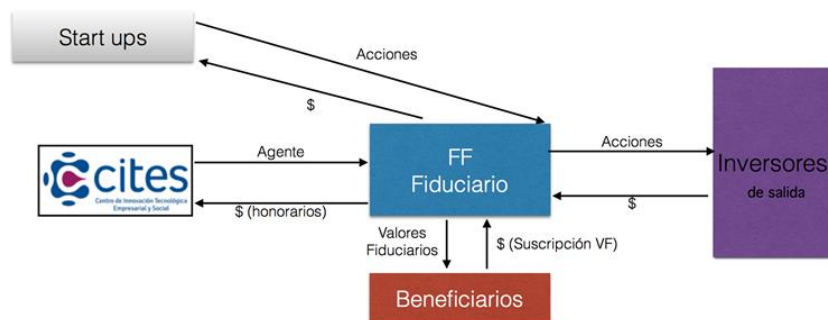 Start ups
Acciones
$
Agente
FF
Fiduciario
Acciones
Inversores
de salida
cites
Centro de Innovación Tecnológica
Empresarial y Social
$ (honorarios)
$
Valores
Fiduciarios
$ (Suscripción VF)
Beneficiarios